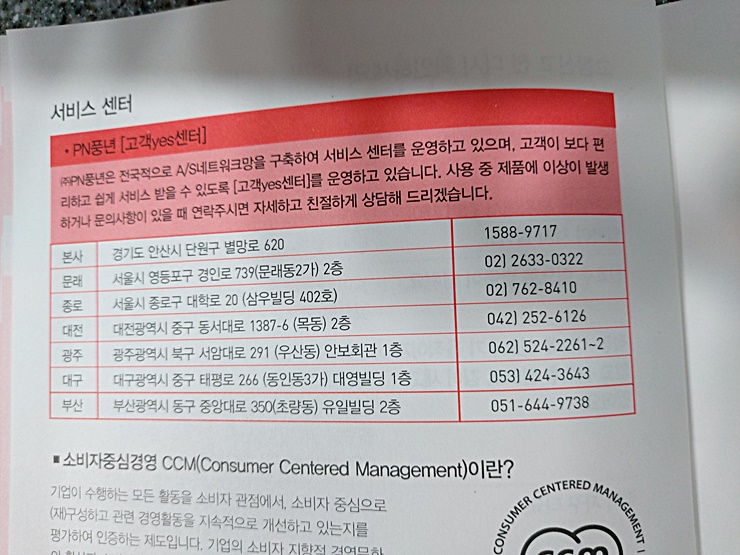 서비스 센터
• PN풍년 [고객yes센터]
㈜PN풍년은 전국적으로 A/S네트워크망을 구축하여 서비스 센터를 운영하고 있으며, 고객이 보다 편
리하고 쉽게 서비스 받을 수 있도록 [고객yes센터]를 운영하고 있습니다. 사용 중 제품에 이상이 발생
하거나 문의사항이 있을 때 연락주시면 자세하고 친절하게 상담해 드리겠습니다.
본사 경기도 안산시 단원구 별망로 620 1588-9717
문래 서울시 영등포구 경인로 739(문래동2가) 2층 02) 2633-0322
종로 서울시 종로구 대학로 20 (삼우빌딩 402호) 02) 762-8410
대전 대전광역시 중구 동서대로 1387-6 (목동) 2층 042) 252-6126
광주 광주광역시 북구 서암대로 291 (우산동) 안보회관 1층 062) 524-2261~2
대구 대구광역시 중구 태평로 266 (동인동3가) 대영빌딩 1층 053) 424-3643
부산 부산광역시 동구 중앙대로 350(초량동) 유일빌딩 2층 051-644-9738
■ 소비자중심경영 CCM(Consumer Centered Management)이란?
기업이 수행하는 모든 활동을 소비자 관점에서, 소비자 중심으로
(재)구성하고 관련 경영활동을 지속적으로 개선하고 있는지를
평가하여 인증하는 제도입니다. 기업의 소비자 지향적 경영문화
CONSUMER CENTERED MANAGEMENT